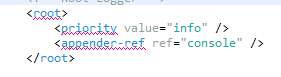 <root>
<priority value="info" />
<appender-ref ref="console" />
</root>